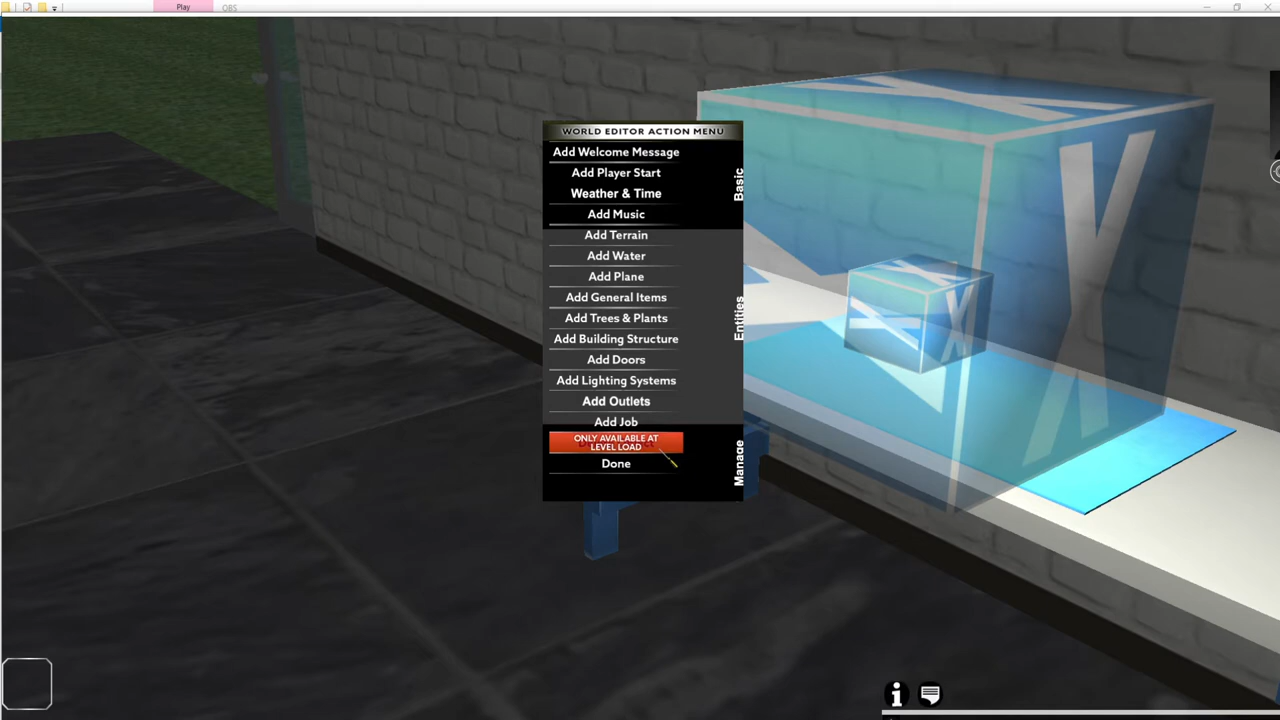 Play
OBS
WORLD EDITOR ACTION MENU
Add Welcome Message
Add Player Start
Weather & Time
Add Music
Basic
Add Terrain
Add Water
Add Plane
Add General Items
Add Trees & Plants
Add Building Structure
Add Doors
Add Lighting Systems
Add Outlets
Add Job
Entities
ONLY AVAILABLE AT
LEVEL LOAD
Done
Manage